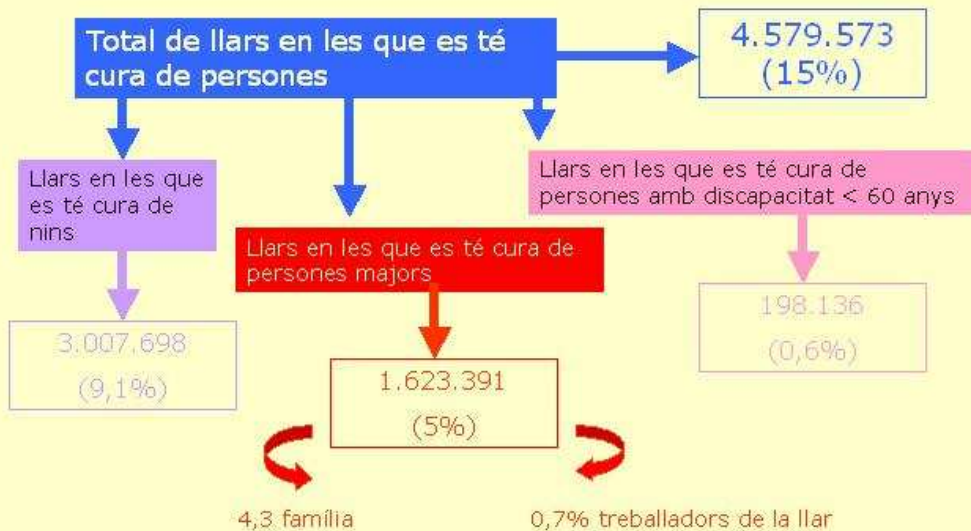 Total de llars en les que es té
cura de persones
4.579.573
(15%)
Llars en les que
es té cura de
nins
Llars en les que es té cura de
persones majors
Llars en les que es té cura de
persones amb discapacitat < 60 anys
3.007.698
(9,1%)
1.623.391
(5%)
198.136
(0,6%)
4,3 família
0,7% treballadors de la llar